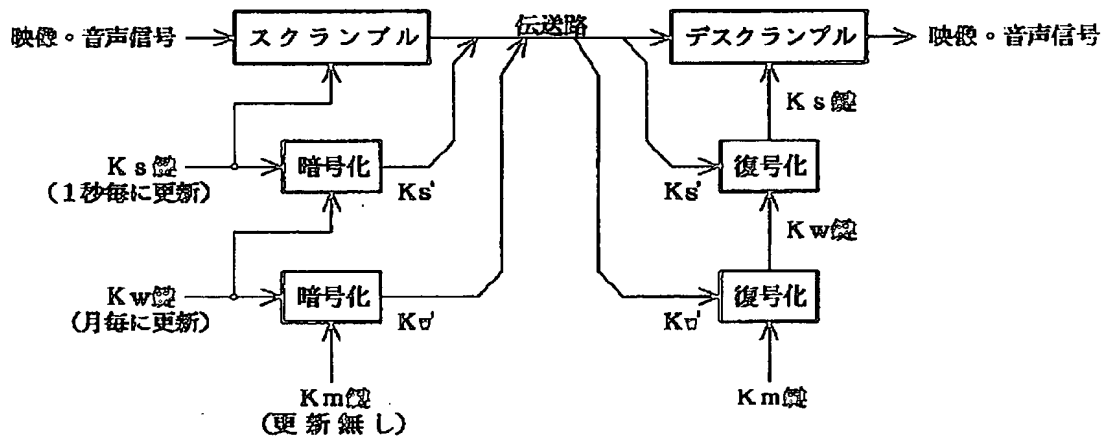 映像。音声信号
スクランブル
伝送路
デスクランブル
映像。音声信号
Ks鍵
Ks鍵
(1秒毎に更新)
暗号化
Ks'
Ks'
復号化
Kw鍵
Kw鍵
(月毎に更新)
暗号化
Kw'
Kw'
復号化
Km鍵
(更新無し)
Km鍵